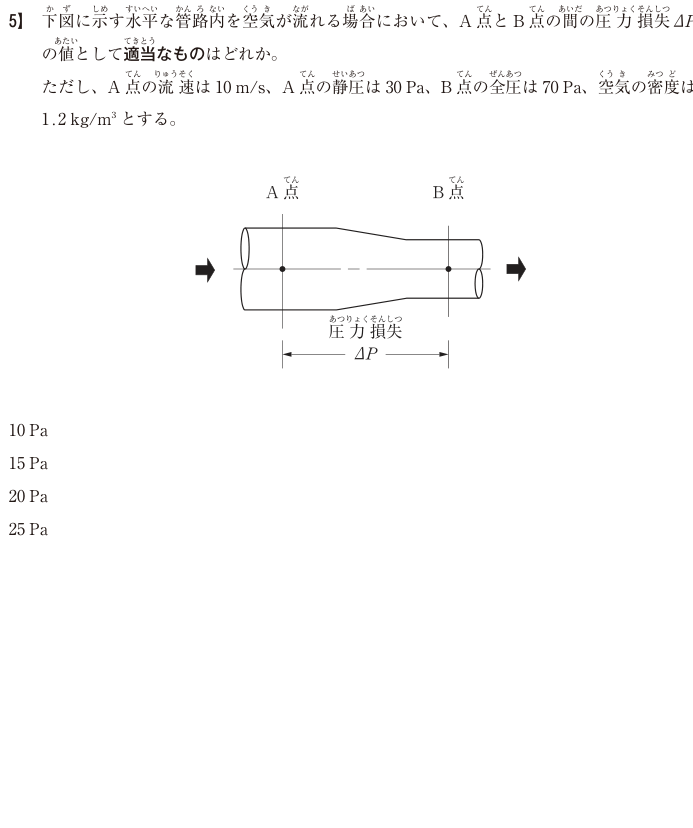 5】 下図に示す水平な管路内を空気が流れる場合において、A点とB点の間の圧力損失ΔP
の値として適当なものはどれか。
ただし、A点の流速は10 m/s、A点の静圧は30 Pa、B点の全圧は70 Pa、空気の密度は
1.2 kg/m³とする。
A点 B点
圧力損失
ΔP
10 Pa
15 Pa
20 Pa
25 Pa